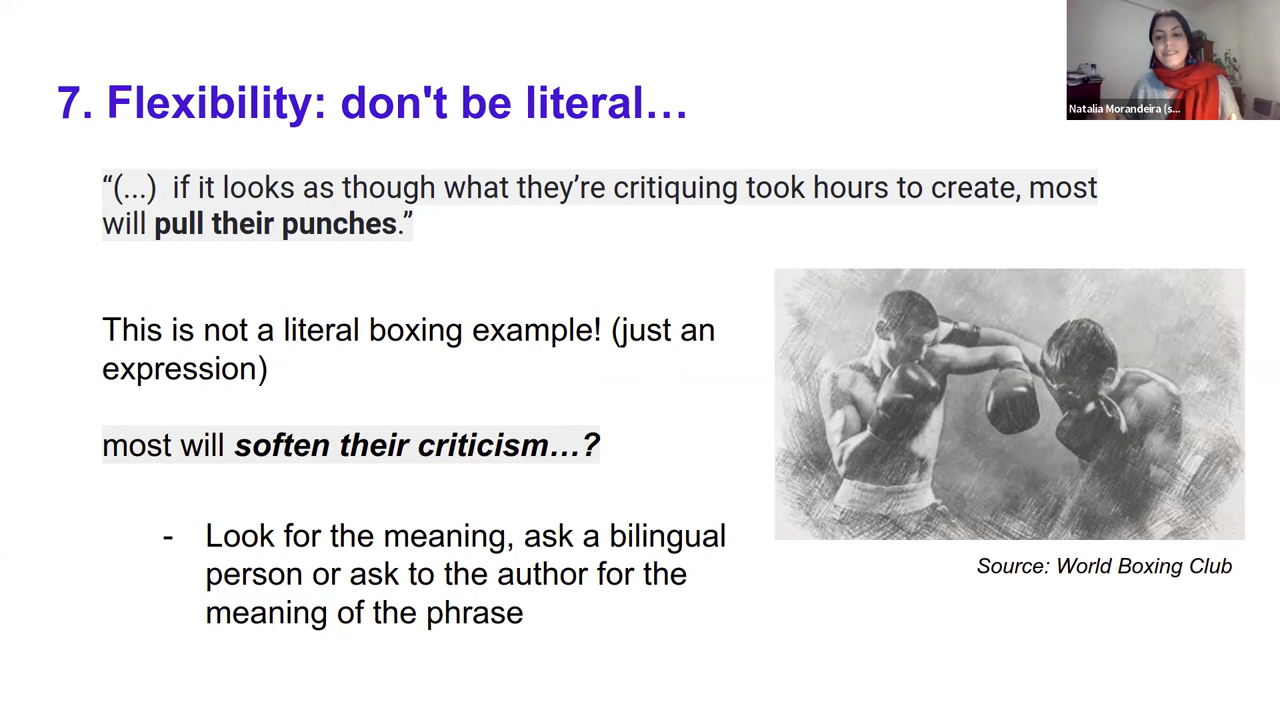 7. Flexibility: don't be literal…
“(...)  if it looks as though what they’re critiquing took hours to create, most
will pull their punches.”
This is not a literal boxing example! (just an
expression)
most will soften their criticism…?
- Look for the meaning, ask a bilingual
person or ask to the author for the
meaning of the phrase
Source: World Boxing Club
Natalia Morandeira (s...